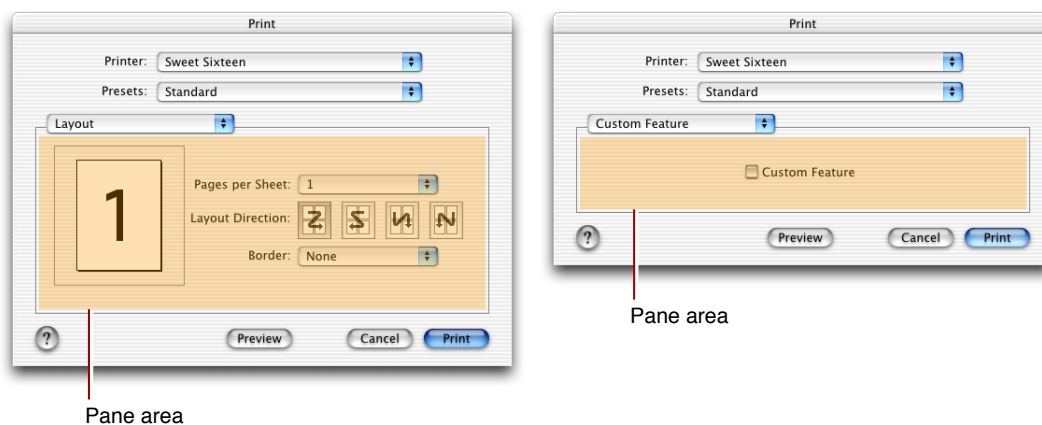 Print
Printer: Sweet Sixteen
Presets: Standard
Layout
1
Pages per Sheet: 1
Layout Direction:
Border: None
? Preview Cancel Print
Pane area
Print
Printer: Sweet Sixteen
Presets: Standard
Custom Feature
Custom Feature
? Preview Cancel Print
Pane area